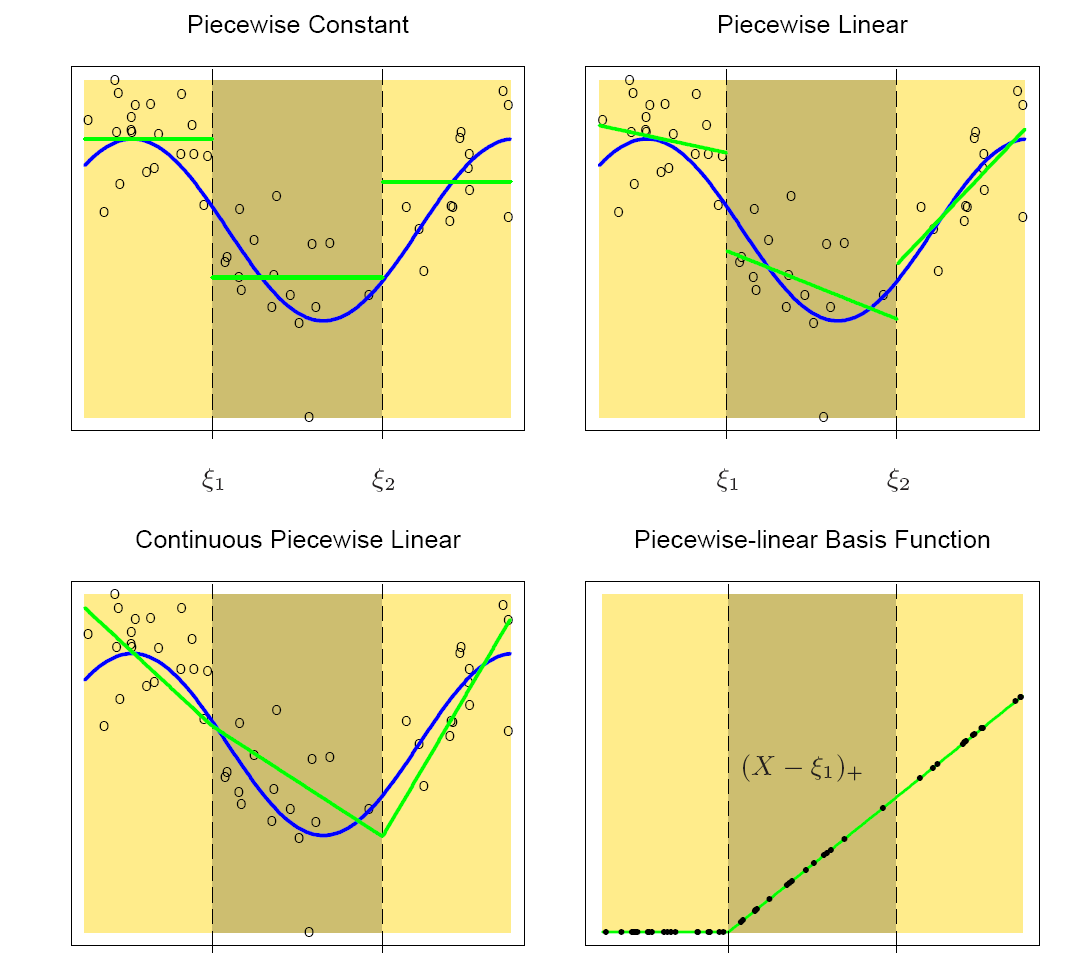 Piecewise Constant
Piecewise Linear
ξ1
ξ2
ξ1
ξ2
Continuous Piecewise Linear
Piecewise-linear Basis Function
(X − ξ1)+